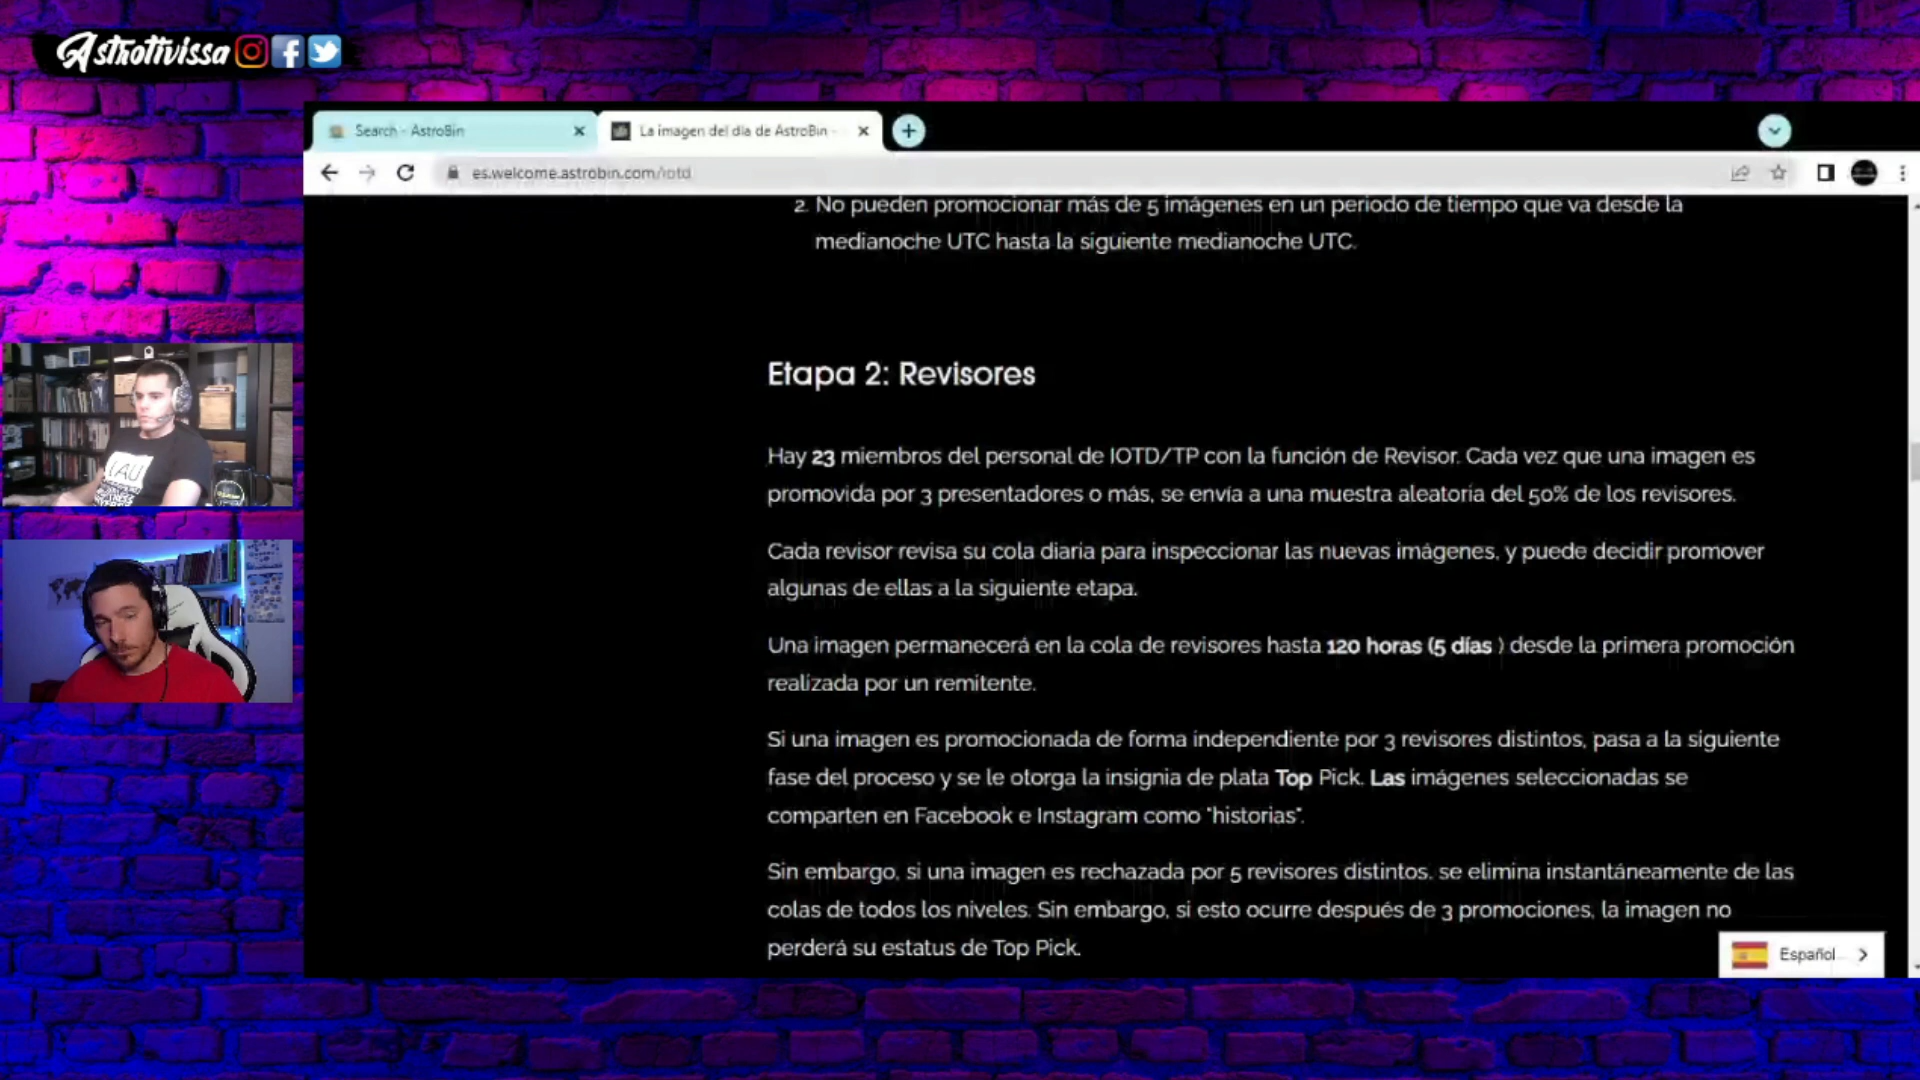 Astrotivissa
Search - AstroBin
La imagen del día de AstroBin -
es.welcome.astrobin.com/iotd
2. No pueden promocionar más de 5 imágenes en un periodo de tiempo que va desde la
medianoche UTC hasta la siguiente medianoche UTC.
Etapa 2: Revisores
Hay 23 miembros del personal de IOTD/TP con la función de Revisor. Cada vez que una imagen es
promovida por 3 presentadores o más, se envía a una muestra aleatoria del 50% de los revisores.
Cada revisor revisa su cola diaria para inspeccionar las nuevas imágenes, y puede decidir promover
algunas de ellas a la siguiente etapa.
Una imagen permanecerá en la cola de revisores hasta 120 horas (5 días ) desde la primera promoción
realizada por un remitente.
Si una imagen es promocionada de forma independiente por 3 revisores distintos, pasa a la siguiente
fase del proceso y se le otorga la insignia de plata Top Pick. Las imágenes seleccionadas se
comparten en Facebook e Instagram como "historias".
Sin embargo, si una imagen es rechazada por 5 revisores distintos, se elimina instantáneamente de las
colas de todos los niveles. Sin embargo, si esto ocurre después de 3 promociones, la imagen no
perderá su estatus de Top Pick.
Español
IAU